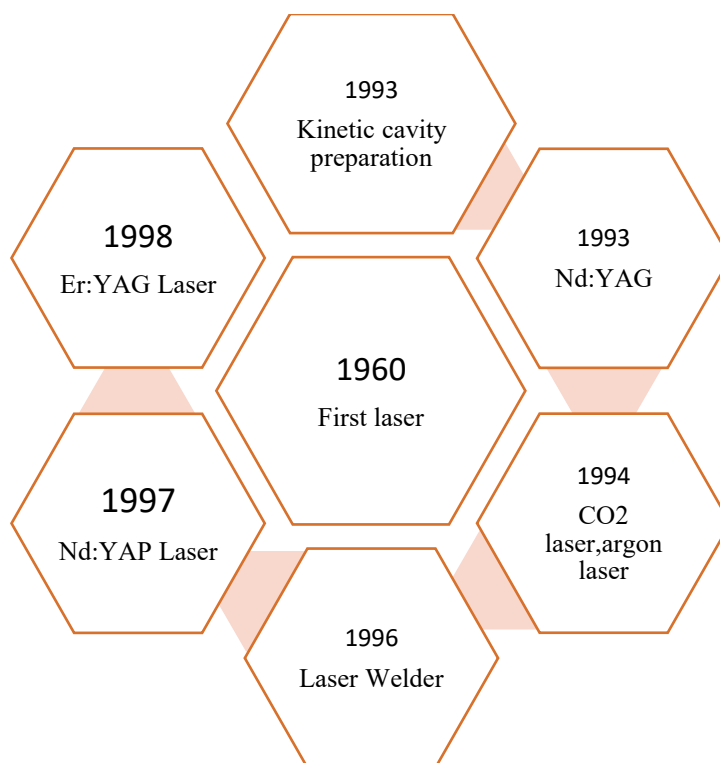 1993
Kinetic cavity
preparation
1998
Er:YAG Laser
1993
Nd:YAG
1960
First laser
1997
Nd:YAP Laser
1994
CO2
laser,argon
laser
1996
Laser Welder